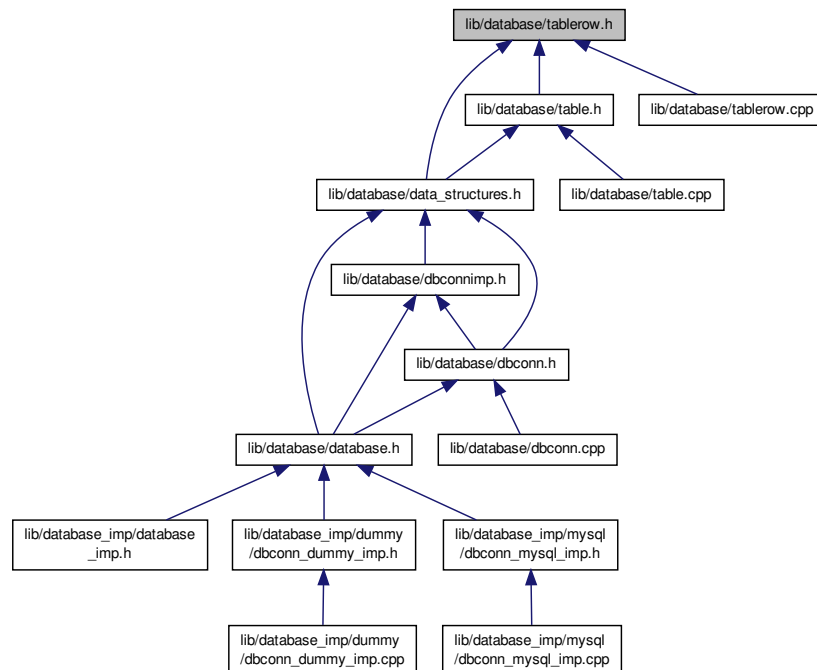 lib/database/tablerow.h
lib/database/table.h
lib/database/tablerow.cpp
lib/database/data_structures.h
lib/database/table.cpp
lib/database/dbconnimp.h
lib/database/dbconn.h
lib/database/database.h
lib/database/dbconn.cpp
lib/database_imp/database
_imp.h
lib/database_imp/dummy
/dbconn_dummy_imp.h
lib/database_imp/mysql
/dbconn_mysql_imp.h
lib/database_imp/dummy
/dbconn_dummy_imp.cpp
lib/database_imp/mysql
/dbconn_mysql_imp.cpp